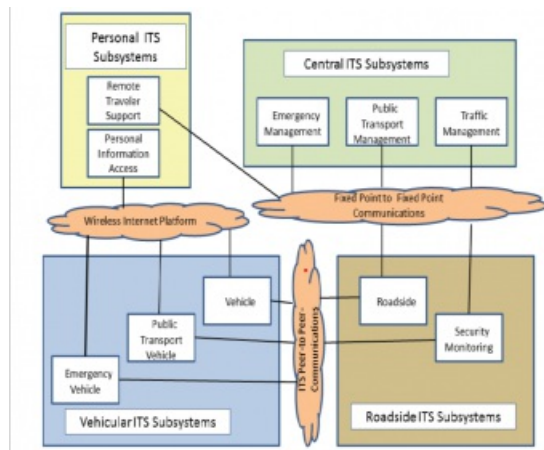 Personal ITS
Subsystems
Remote
Traveler
Support
Personal
Information
Access
Central ITS Subsystems
Emergency
Management
Public
Transport
Management
Traffic
Management
Wireless Internet Platform
Fixed Point to Fixed Point
Communications
Vehicle
Public
Transport
Vehicle
Emergency
Vehicle
Vehicular ITS Subsystems
ITS Peer-to Peer-
Communications
Roadside
Security
Monitoring
Roadside ITS Subsystems